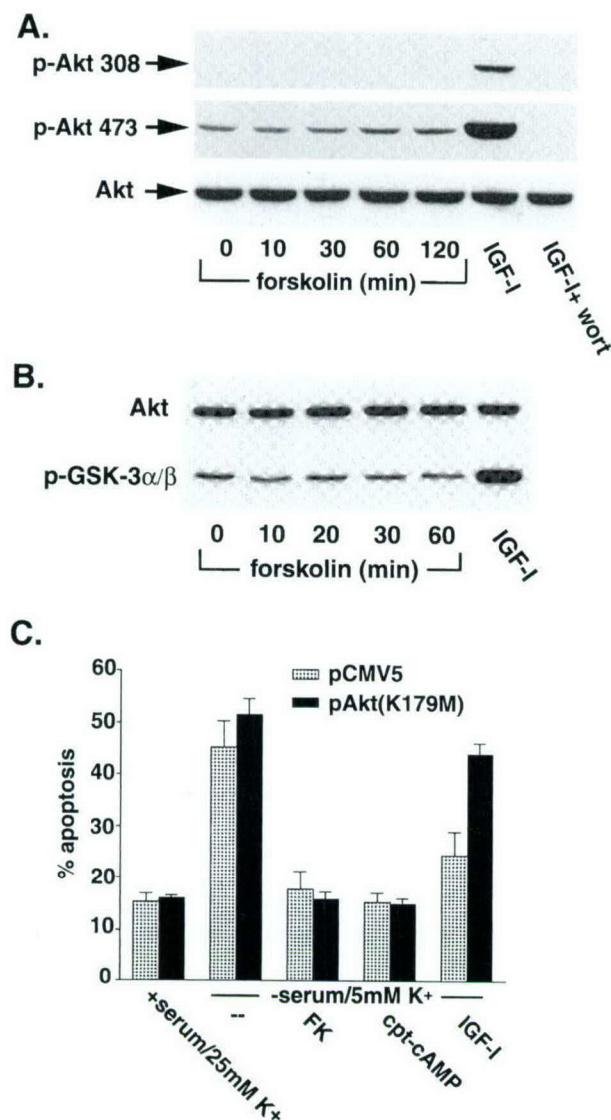 A.
p-Akt 308
p-Akt 473
Akt
0 10 30 60 120 IGF-I IGF-I+ wort
forskolin (min)
B.
Akt
p-GSK-3α/β
0 10 20 30 60 IGF-I
forskolin (min)
C.
pCMV5
pAkt(K179M)
% apoptosis
60
50
40
30
20
10
0
-serum/5mM K+
+serum/25mM K+ -- FK cpt-cAMP IGF-I